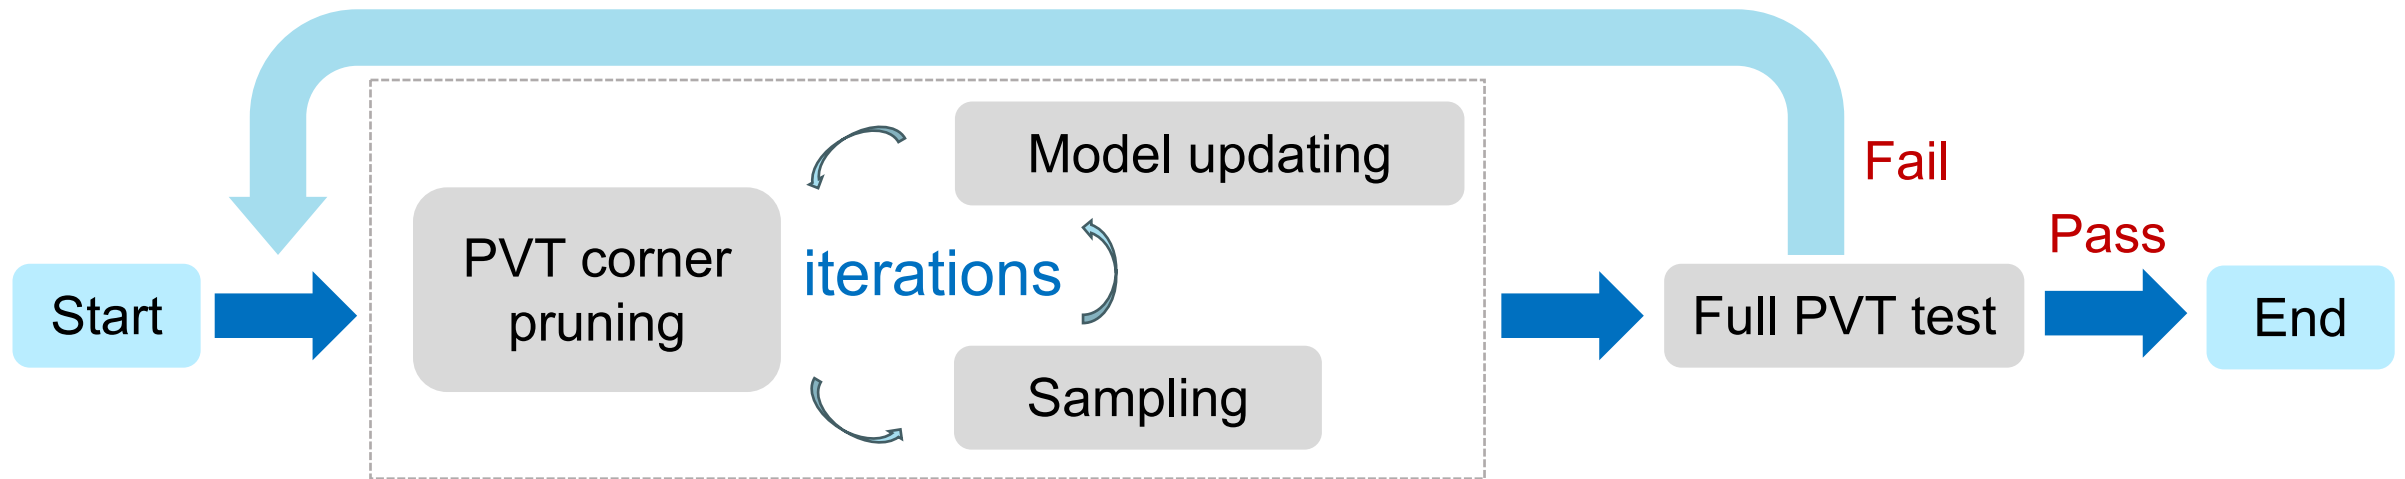 Start
PVT corner
pruning
iterations
Model updating
Sampling
Full PVT test
Fail
Pass
End